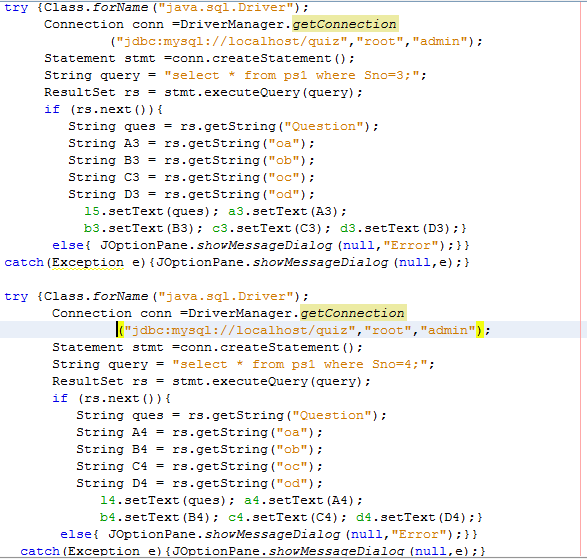 try {Class.forName("java.sql.Driver");
Connection conn =DriverManager.getConnection
("jdbc:mysql://localhost/quiz","root","admin");
Statement stmt =conn.createStatement();
String query = "select * from ps1 where Sno=3;";
ResultSet rs = stmt.executeQuery(query);
if (rs.next()){
String ques = rs.getString("Question");
String A3 = rs.getString("oa");
String B3 = rs.getString("ob");
String C3 = rs.getString("oc");
String D3 = rs.getString("od");
l5.setText(ques); a3.setText(A3);
b3.setText(B3); c3.setText(C3); d3.setText(D3);}
else{ JOptionPane.showMessageDialog(null,"Error");}}
catch(Exception e){JOptionPane.showMessageDialog(null,e);}
try {Class.forName("java.sql.Driver");
Connection conn =DriverManager.getConnection
("jdbc:mysql://localhost/quiz","root","admin");
Statement stmt =conn.createStatement();
String query = "select * from ps1 where Sno=4;";
ResultSet rs = stmt.executeQuery(query);
if (rs.next()){
String ques = rs.getString("Question");
String A4 = rs.getString("oa");
String B4 = rs.getString("ob");
String C4 = rs.getString("oc");
String D4 = rs.getString("od");
l4.setText(ques); a4.setText(A4);
b4.setText(B4); c4.setText(C4); d4.setText(D4);}
else{ JOptionPane.showMessageDialog(null,"Error");}}
catch(Exception e){JOptionPane.showMessageDialog(null,e);}